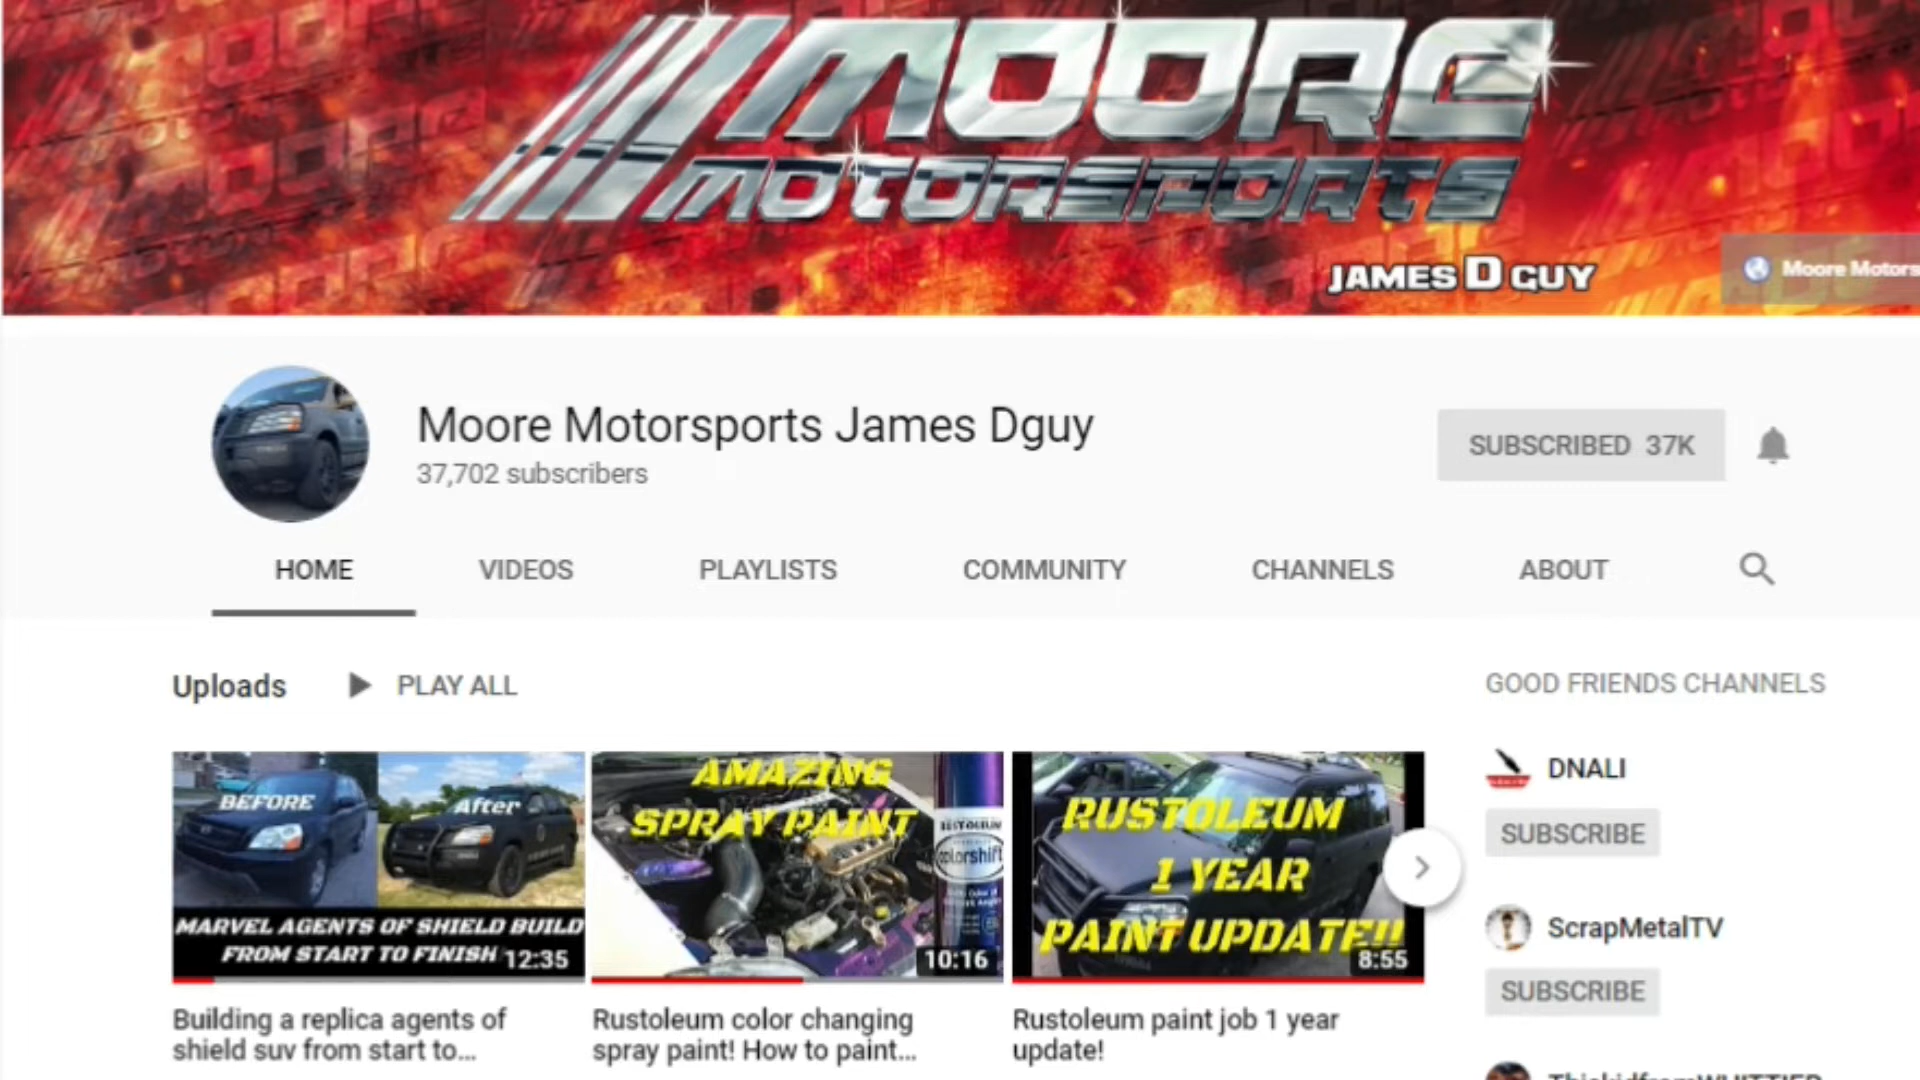 MOORE
MOTORSPORTS
JAMES D GUY
Moore Motors
Moore Motorsports James Dguy
37,702 subscribers
SUBSCRIBED 37K
HOME VIDEOS PLAYLISTS COMMUNITY CHANNELS ABOUT
Uploads PLAY ALL
GOOD FRIENDS CHANNELS
BEFORE After
MARVEL AGENTS OF SHIELD BUILD
FROM START TO FINISH
12:35
AMAZING
SPRAY PAINT
RUSTOLEUM
colorshift
10:16
RUSTOLEUM
1 YEAR
PAINT UPDATE!!
8:55
Building a replica agents of
shield suv from start to...
Rustoleum color changing
spray paint! How to paint...
Rustoleum paint job 1 year
update!
DNALI
SUBSCRIBE
ScrapMetalTV
SUBSCRIBE
ThiskidfromWHITTIER